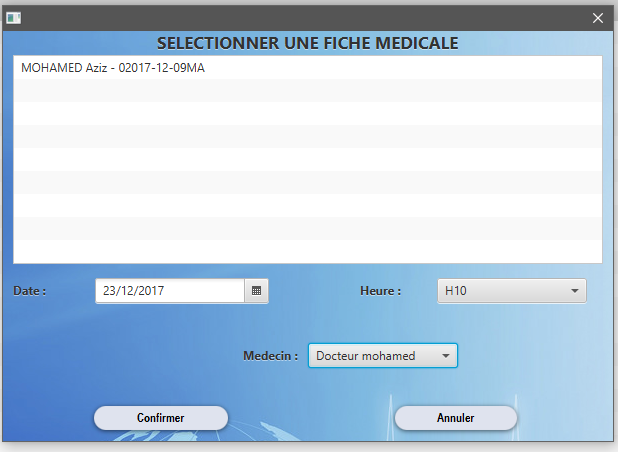 SELECTIONNER UNE FICHE MEDICALE
MOHAMED Aziz - 02017-12-09MA
Date : 23/12/2017 Heure : H10
Medecin : Docteur mohamed
Confirmer Annuler